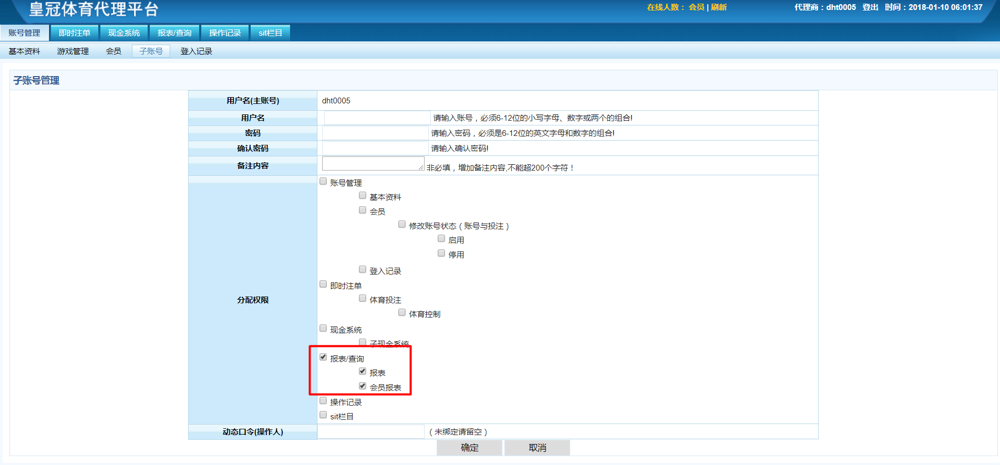 皇冠体育代理平台
在线人数： 会员 | 刷新
代理商：dht0005 登出 时间：2018-01-10 06:01:37
账号管理 即时注单 现金系统 报表/查询 操作记录 sit栏目
基本资料 游戏管理 会员 子账号 登入记录
子账号管理
用户名(主账号) dht0005
用户名 请输入账号，必须6-12位的小写字母、数字或两个的组合!
密码 请输入密码，必须是6-12位的英文字母和数字的组合!
确认密码 请输入确认密码!
备注内容 非必填，增加备注内容,不能超200个字符！
分配权限
账号管理
基本资料
会员
修改账号状态（账号与投注）
启用
停用
登入记录
即时注单
体育投注
体育控制
现金系统
子现金系统
报表/查询
报表
会员报表
操作记录
sit栏目
动态口令(操作人) （未绑定请留空）
确定 取消